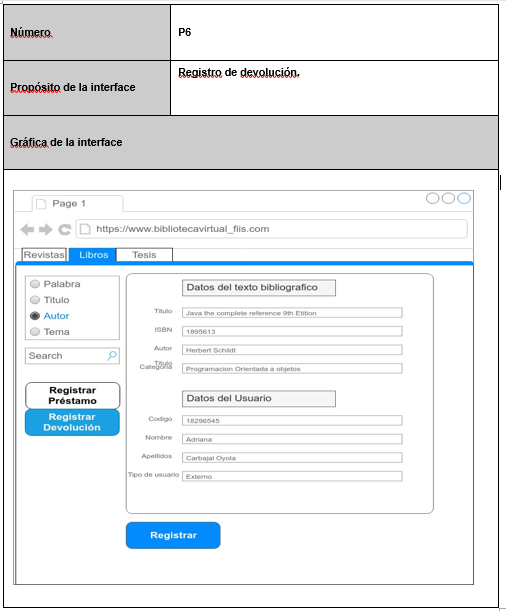 Número
P6
Propósito de la interface
Registro de devolución.
Gráfica de la interface
Page 1
https://www.bibliotecavirtual_fiis.com
Revistas
Libros
Tesis
Palabra
Titulo
Autor
Tema
Search
Registrar
Préstamo
Registrar
Devolución
Datos del texto bibliografico
Titulo
Java the complete reference 9th Etition
ISBN
1895613
Autor
Herbert Schildt
Titulo
Categoria
Programacion Orientada a objetos
Datos del Usuario
Codigo
18296545
Nombre
Adriana
Apellidos
Carbajal Oyola
Tipo de usuario
Externo
Registrar